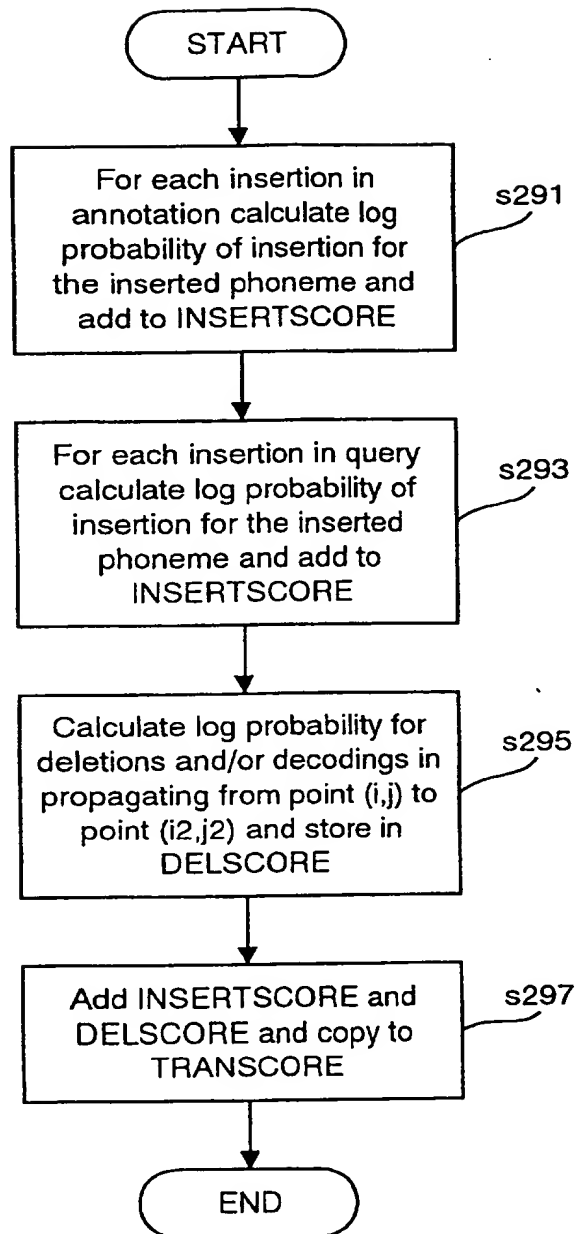 START
For each insertion in
annotation calculate log
probability of insertion for
the inserted phoneme and
add to INSERTSCORE
s291
For each insertion in query
calculate log probability of
insertion for the inserted
phoneme and add to
INSERTSCORE
s293
Calculate log probability for
deletions and/or decodings in
propagating from point (i,j) to
point (i2,j2) and store in
DELSCORE
s295
Add INSERTSCORE and
DELSCORE and copy to
TRANSCORE
s297
END